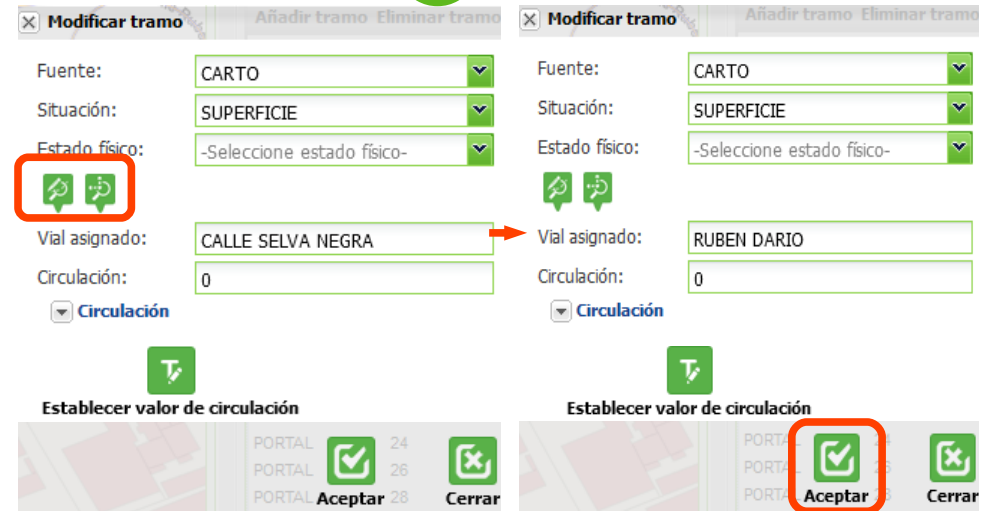 Modificar tramo
Añadir tramo Eliminar tramo
Fuente:
CARTO
Situación:
SUPERFICIE
Estado físico:
-Seleccione estado físico-
Vial asignado:
CALLE SELVA NEGRA
Circulación:
0
Circulación
Establecer valor de circulación
PORTAL 24
PORTAL 26
PORTAL 28
Aceptar
Cerrar
Modificar tramo
Añadir tramo Eliminar tramo
Fuente:
CARTO
Situación:
SUPERFICIE
Estado físico:
-Seleccione estado físico-
Vial asignado:
RUBEN DARIO
Circulación:
0
Circulación
Establecer valor de circulación
Aceptar
Cerrar